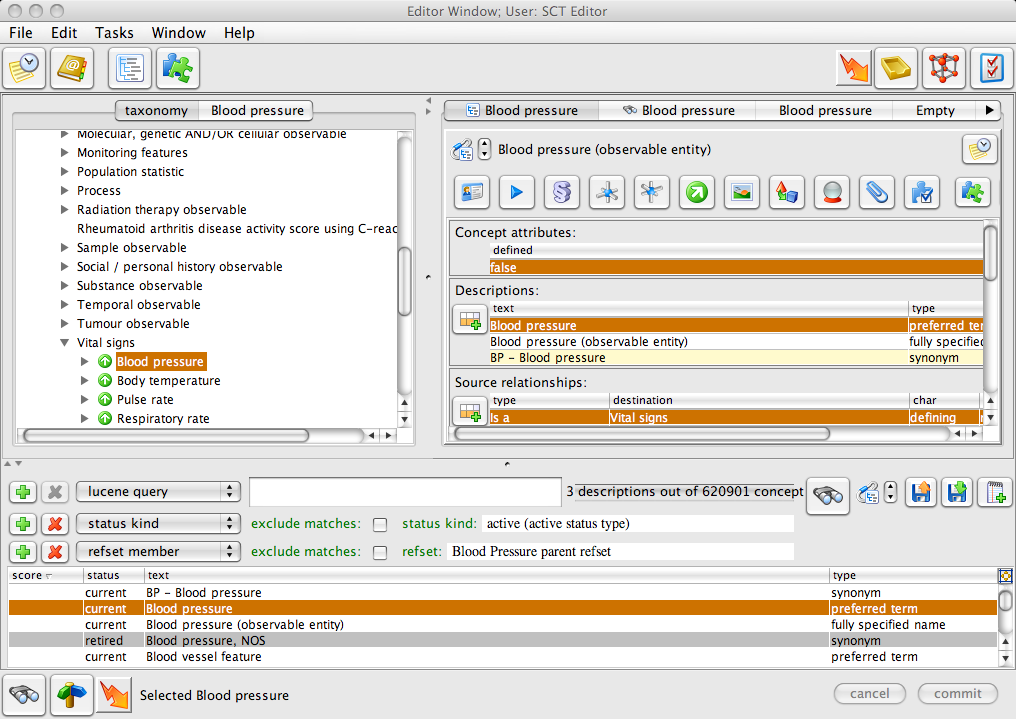 Editor Window; User: SCT Editor
File Edit Tasks Window Help
taxonomy Blood pressure
Molecular, genetic AND/OR cellular observable
Monitoring features
Population statistic
Process
Radiation therapy observable
Rheumatoid arthritis disease activity score using C-reac
Sample observable
Social / personal history observable
Substance observable
Temporal observable
Tumour observable
Vital signs
Blood pressure
Body temperature
Pulse rate
Respiratory rate
Blood pressure Blood pressure Blood pressure Empty
Blood pressure (observable entity)
Concept attributes:
defined
false
Descriptions:
text type
Blood pressure preferred ter
Blood pressure (observable entity) fully specified
BP - Blood pressure synonym
Source relationships:
type destination char
Is a Vital signs defining
lucene query 3 descriptions out of 620901 concept
status kind exclude matches: status kind: active (active status type)
refset member exclude matches: refset: Blood Pressure parent refset
score status text type
current BP - Blood pressure synonym
current Blood pressure preferred term
current Blood pressure (observable entity) fully specified name
retired Blood pressure, NOS synonym
current Blood vessel feature preferred term
Selected Blood pressure cancel commit